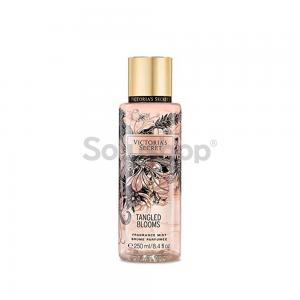 VICTORIA'S SECRET
TANGLED
BLOOMS
FRAGRANCE MIST
BRUME PARFUMÉE
250 ml/8.4 fl oz